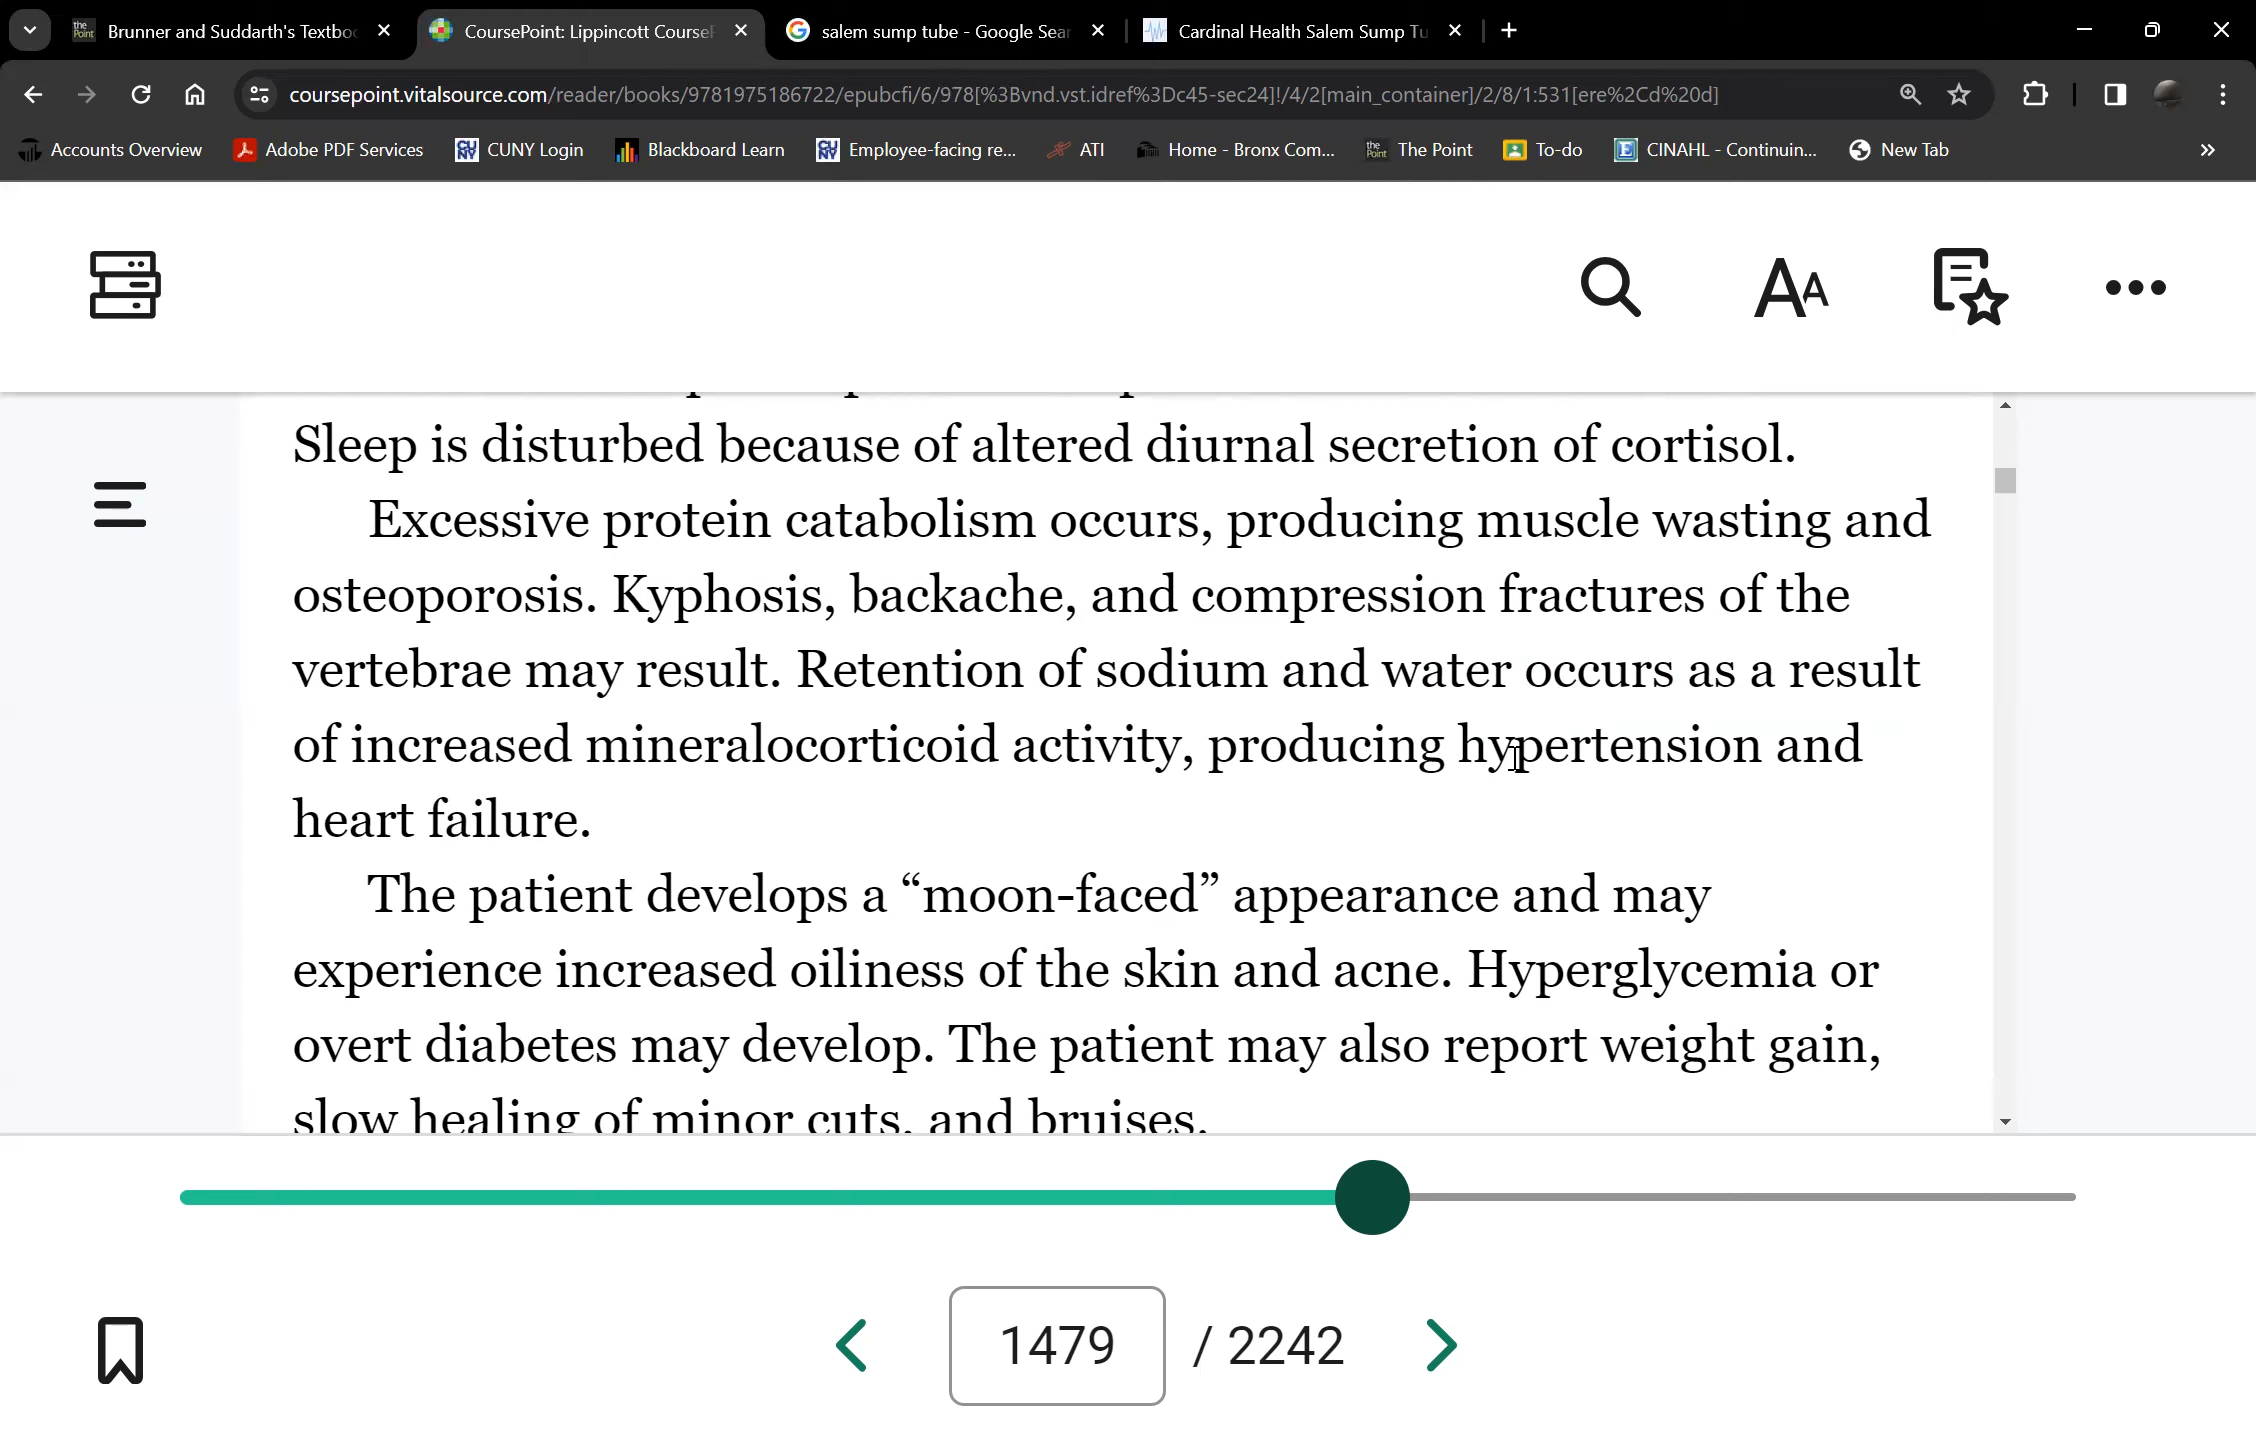 Brunner and Suddarth's Textbo
CoursePoint: Lippincott CourseP
salem sump tube - Google Sear
Cardinal Health Salem Sump Tu
coursepoint.vitalsource.com/reader/books/9781975186722/epubcfi/6/978[%3Bvnd.vst.idref%3Dc45-sec24]!/4/2[main_container]/2/8/1:531[ere%2Cd%20d]
Accounts Overview
Adobe PDF Services
CUNY Login
Blackboard Learn
Employee-facing re...
ATI
Home - Bronx Com...
The Point
To-do
CINAHL - Continuin...
New Tab
Sleep is disturbed because of altered diurnal secretion of cortisol.
Excessive protein catabolism occurs, producing muscle wasting and
osteoporosis. Kyphosis, backache, and compression fractures of the
vertebrae may result. Retention of sodium and water occurs as a result
of increased mineralocorticoid activity, producing hypertension and
heart failure.
The patient develops a “moon-faced” appearance and may
experience increased oiliness of the skin and acne. Hyperglycemia or
overt diabetes may develop. The patient may also report weight gain,
slow healing of minor cuts, and bruises.
1479 / 2242